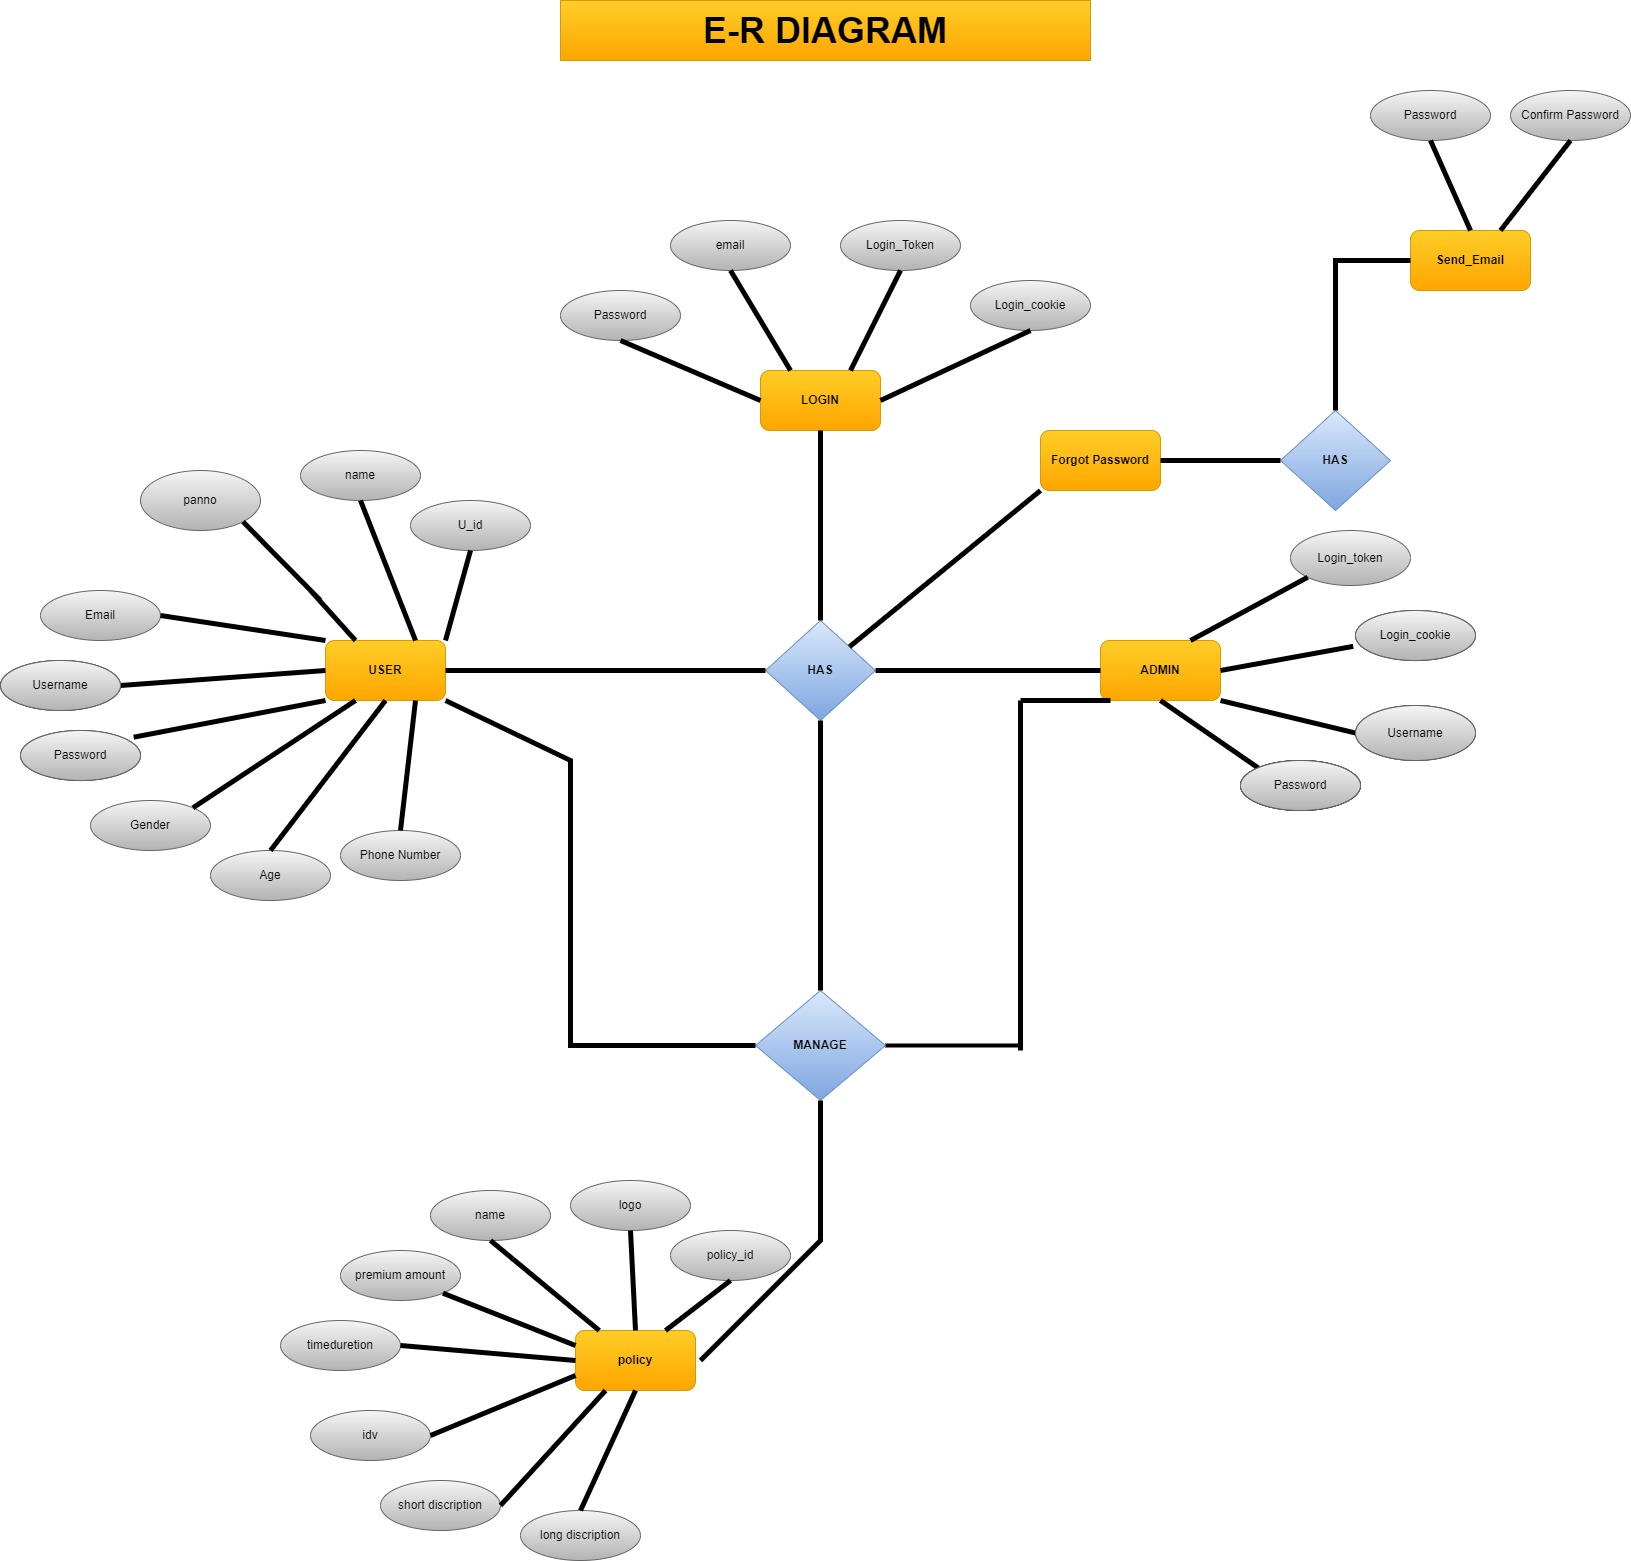 E-R DIAGRAM
Password
Confirm Password
email
Login_Token
Send_Email
Login_cookie
Password
LOGIN
Forgot Password
HAS
name
panno
U_id
Login_token
Email
Login_cookie
USER
HAS
ADMIN
Username
Username
Password
Password
Gender
Phone Number
Age
MANAGE
logo
name
policy_id
premium amount
timeduretion
policy
idv
short discription
long discription